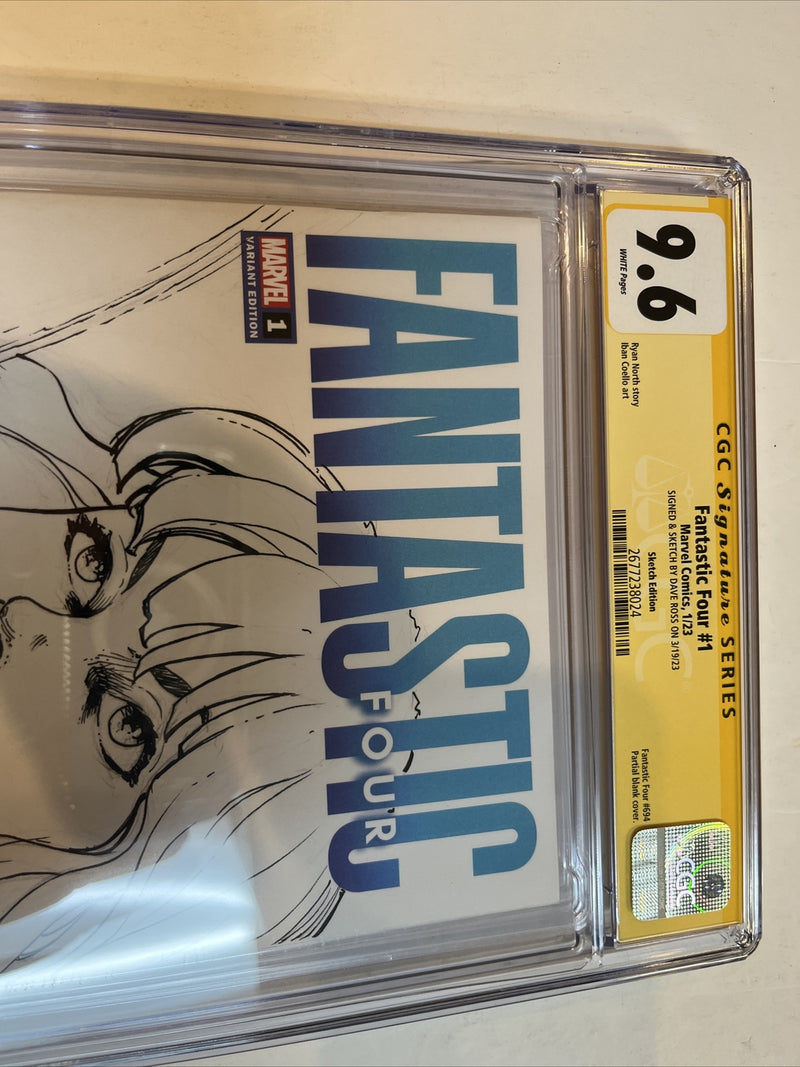 9.6
WHITE Pages
Ryan North story
Iban Coello art
CGC Signature SERIES
Fantastic Four #1
Marvel Comics, 1/23
SIGNED & SKETCH BY DAVE ROSS ON 3/19/23
Sketch Edition
2677238024
Fantastic Four #694
Partial blank cover.
CGC
FANTASTIC
FOUR
MARVEL 1
VARIANT EDITION